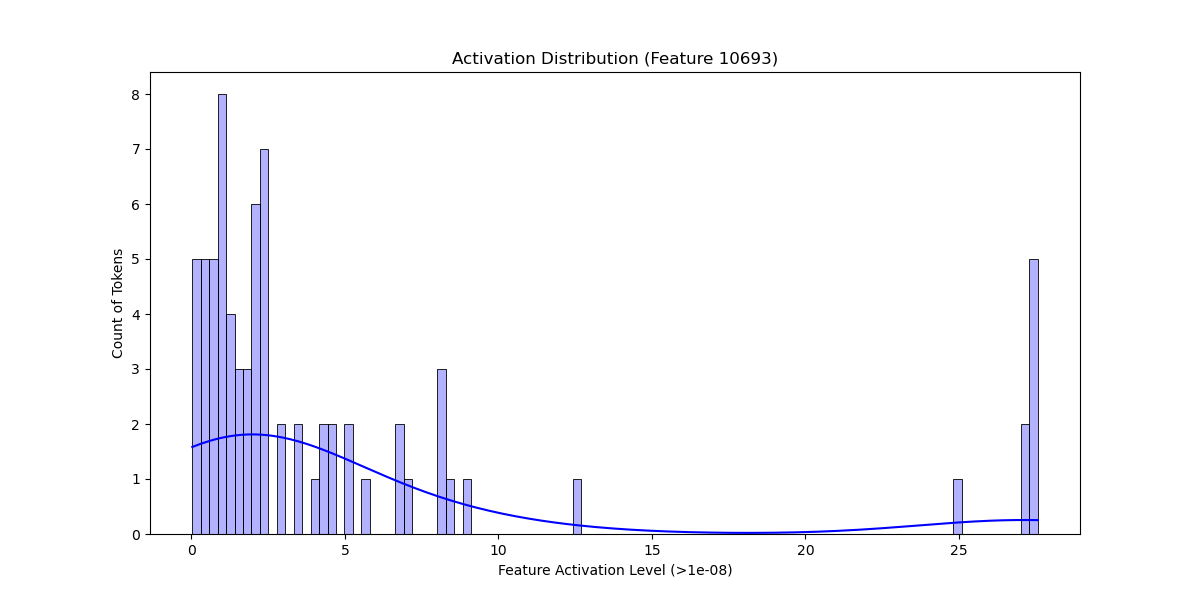 Activation Distribution (Feature 10693)
8
7
6
5
4
3
2
1
0
Count of Tokens
0 5 10 15 20 25
Feature Activation Level (>1e-08)